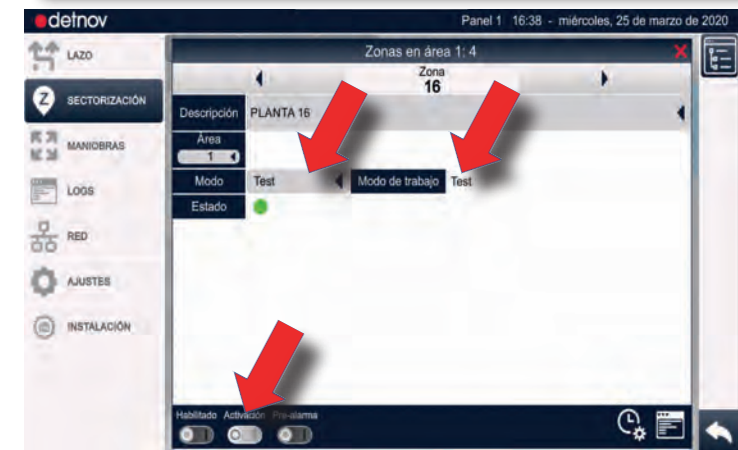 detnov
Panel 1 16:38 - miércoles, 25 de marzo de 2020
LAZO
SECTORIZACIÓN
MANIOBRAS
LOGS
RED
AJUSTES
INSTALACIÓN
Zonas en área 1: 4
Zona
16
Descripción PLANTA 16
Área
1
Modo Test Modo de trabajo Test
Estado
Habilitado Activación Pre-alarma